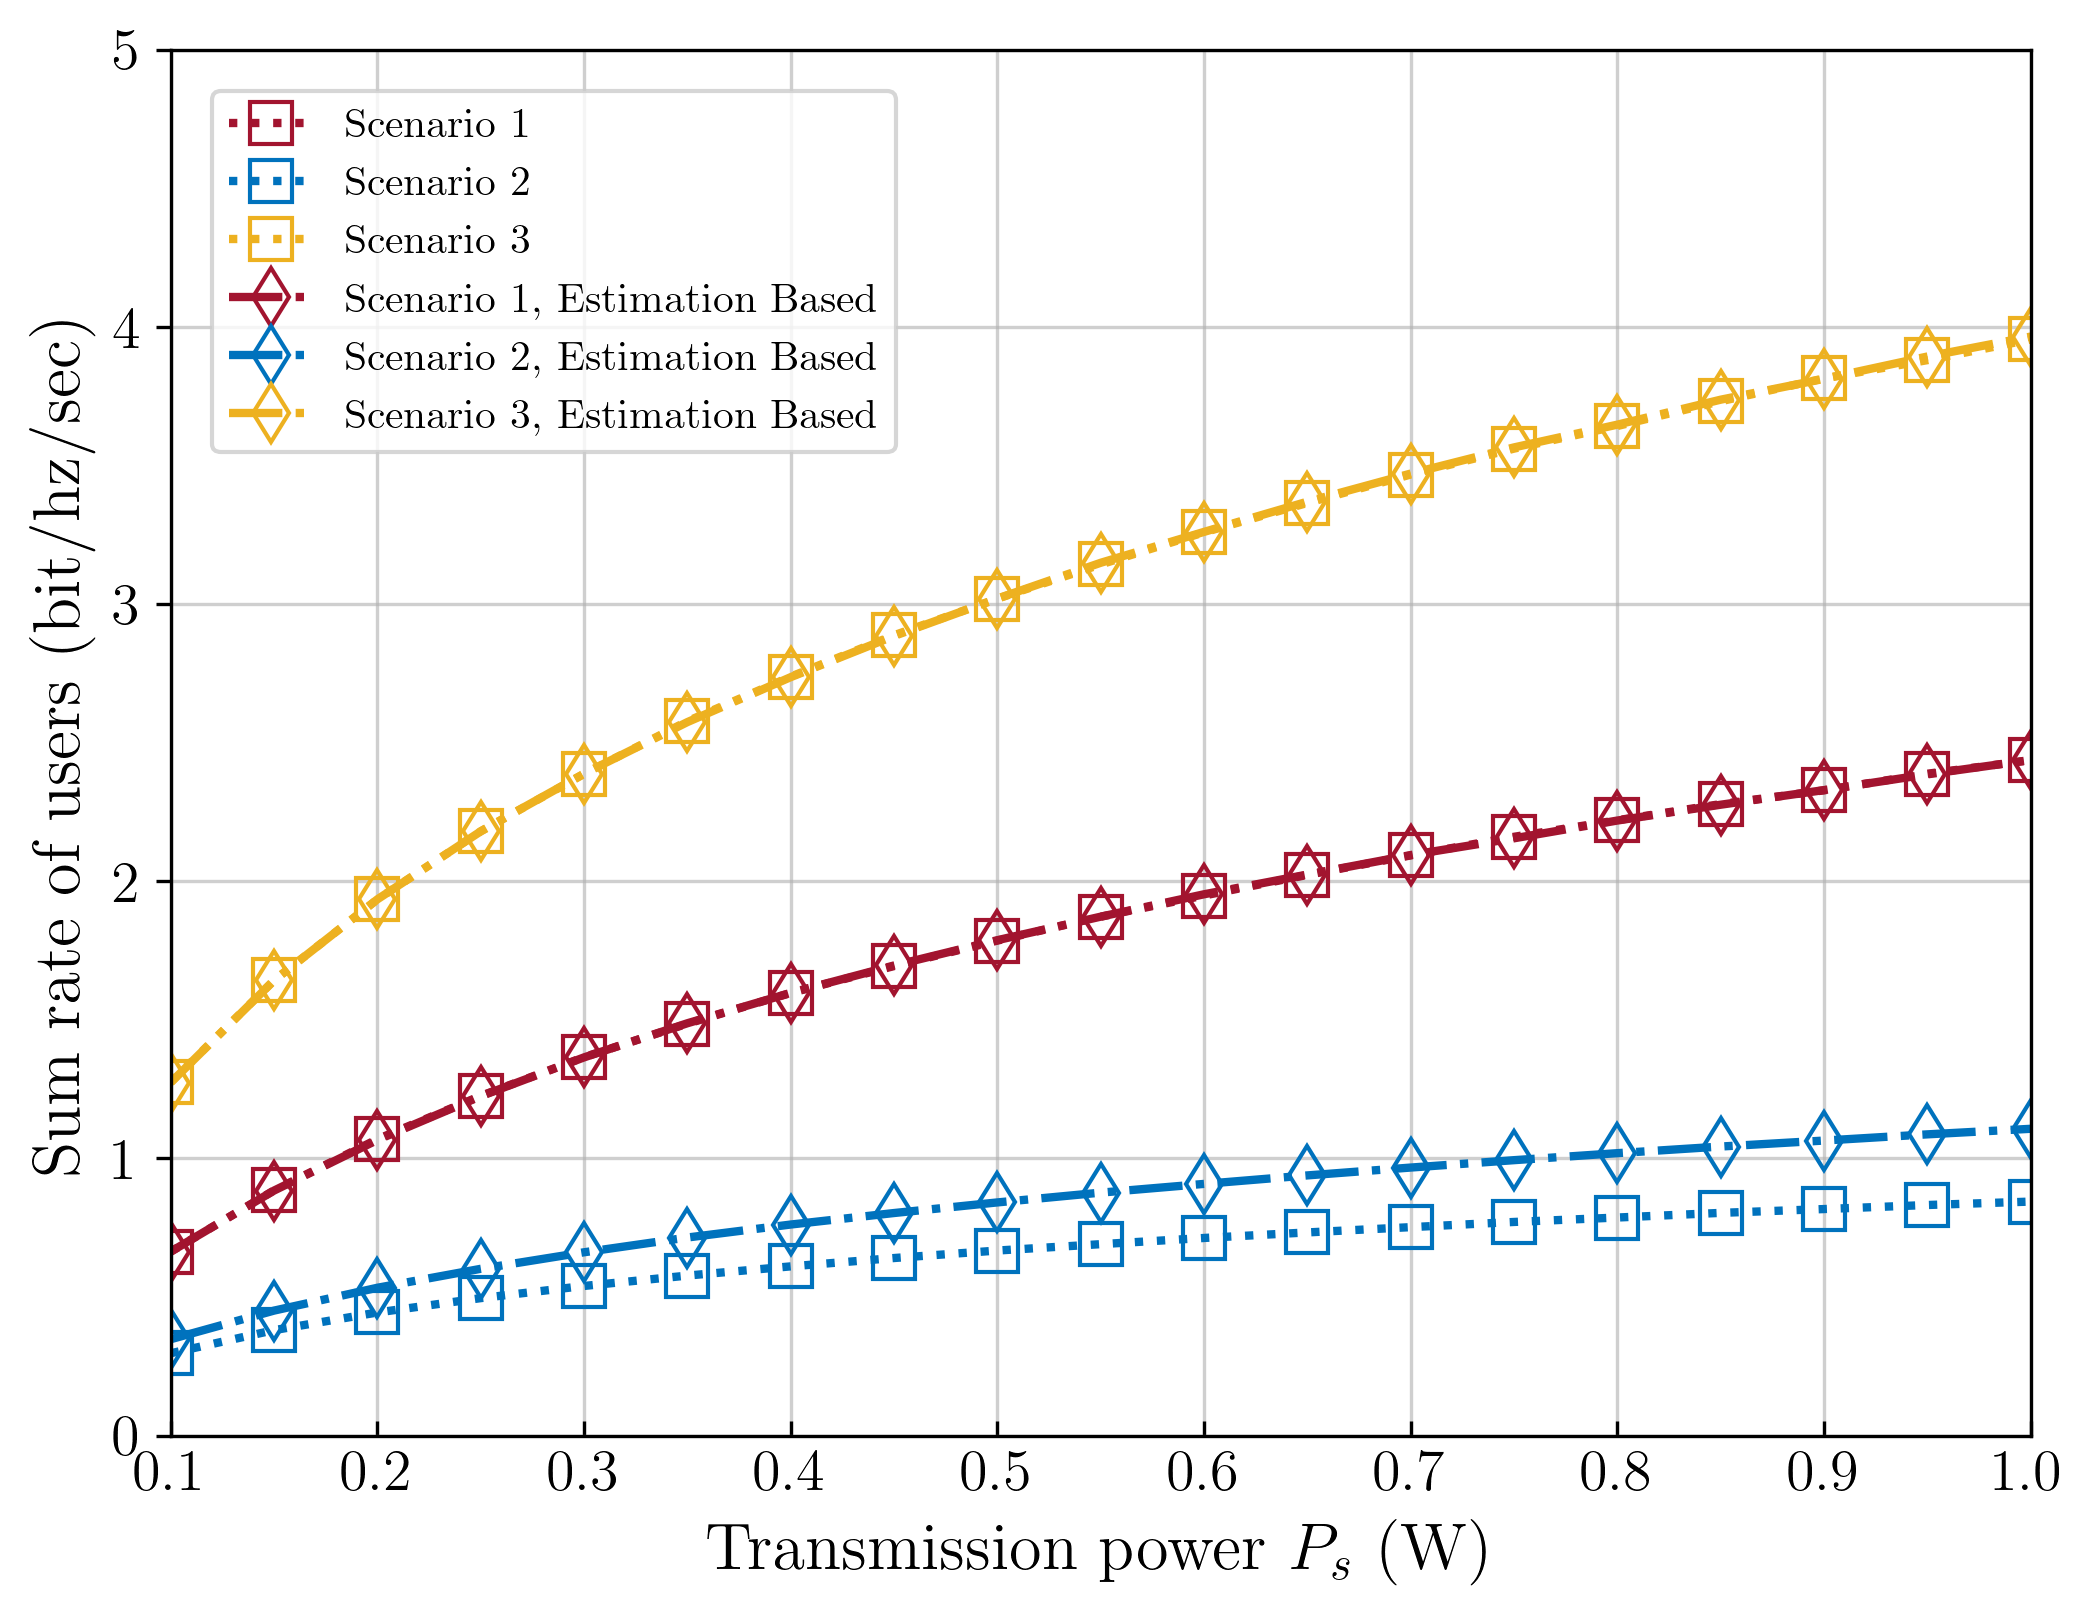 Sum rate of users (bit/hz/sec)
5
4
3
2
1
0
Scenario 1
Scenario 2
Scenario 3
Scenario 1, Estimation Based
Scenario 2, Estimation Based
Scenario 3, Estimation Based
0.1 0.2 0.3 0.4 0.5 0.6 0.7 0.8 0.9 1.0
Transmission power P_s (W)